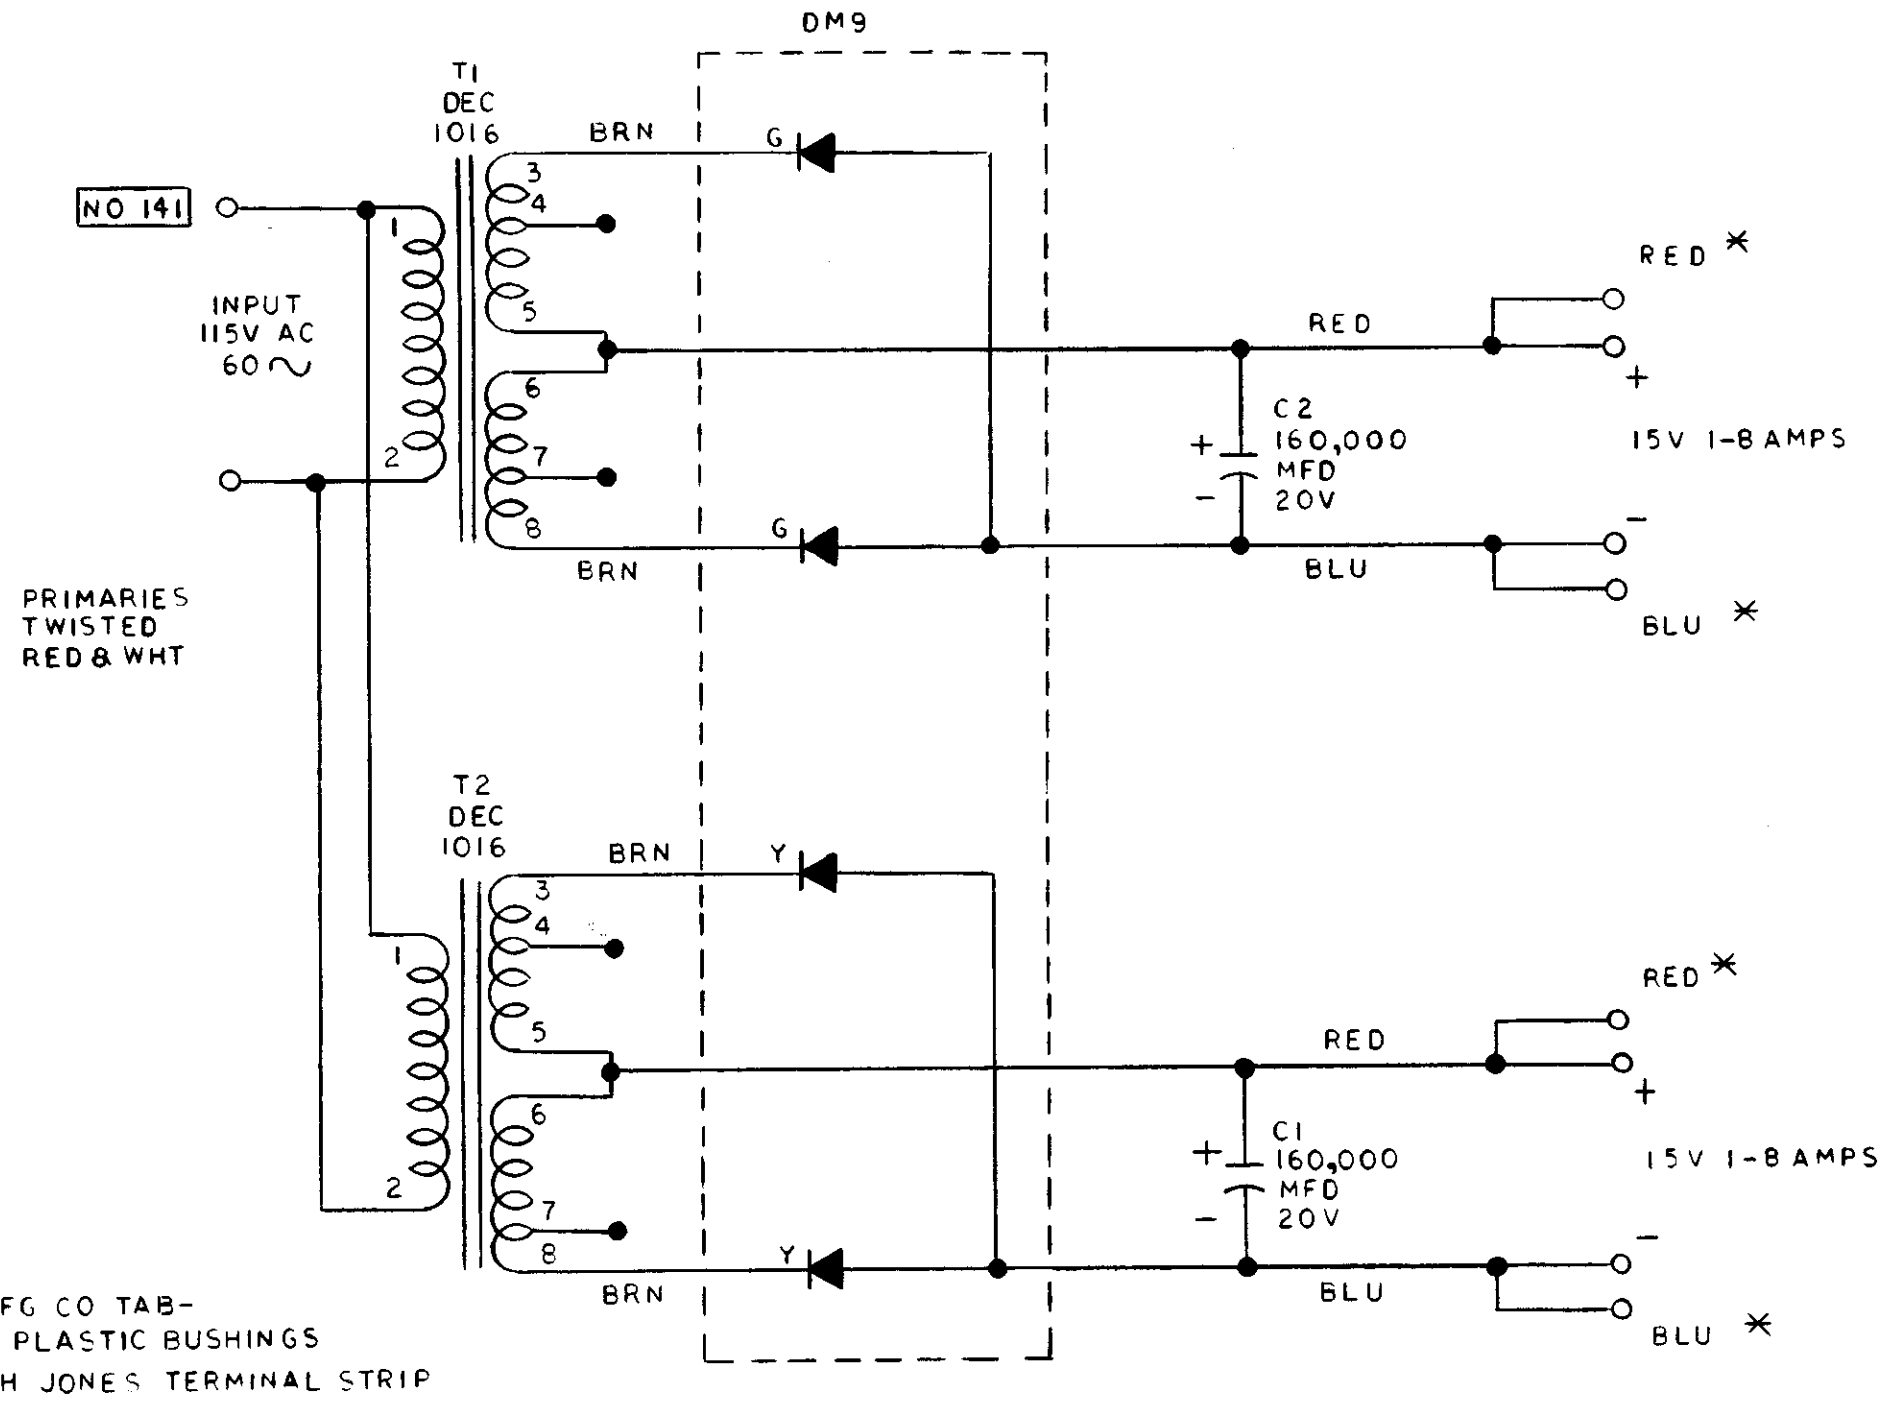 DM9
T1
DEC
1016
BRN
G
3
4
5
6
7
8
G
BRN
NO 141
1
2
INPUT
115V AC
60~
RED *
RED
+
C2
160,000
MFD
20V
+
-
15V 1-8 AMPS
-
BLU
BLU *
PRIMARIES
TWISTED
RED & WHT
T2
DEC
1016
BRN
Y
3
4
5
6
7
8
Y
BRN
1
2
RED *
RED
+
C1
160,000
MFD
20V
+
-
15V 1-8 AMPS
-
BLU
BLU *
FG CO TAB-
PLASTIC BUSHINGS
H JONES TERMINAL STRIP